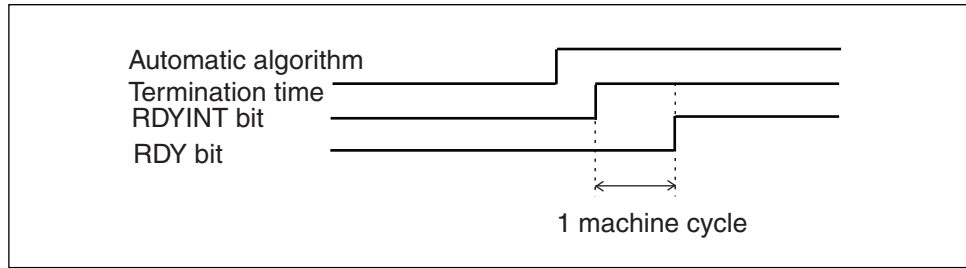 Automatic algorithm
Termination time
RDYINT bit
RDY bit
1 machine cycle